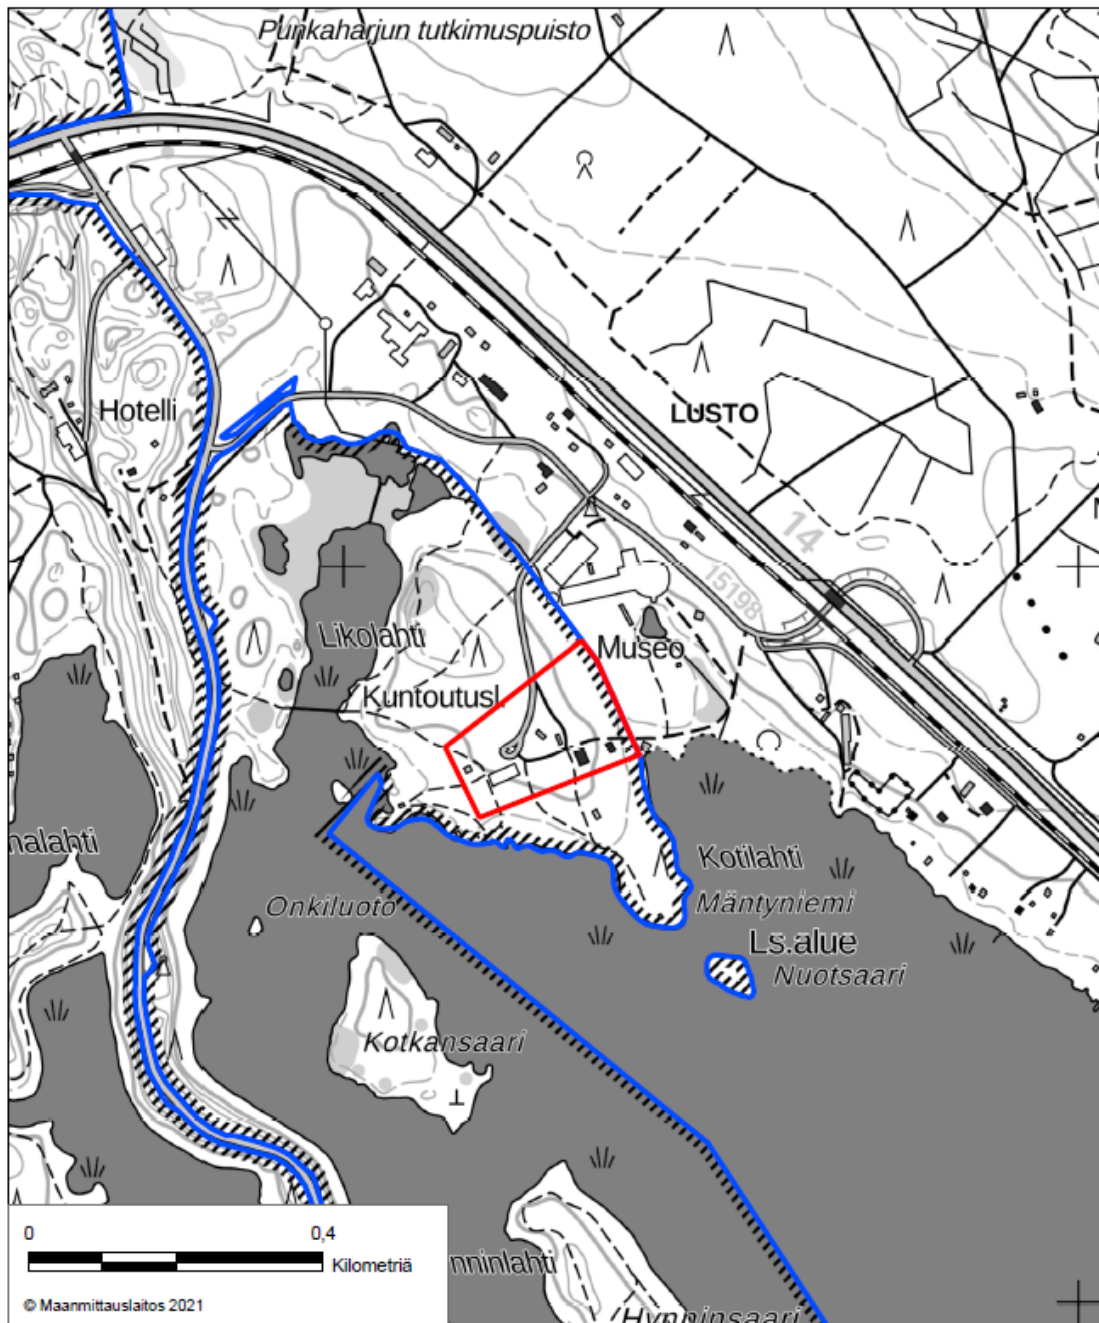 Punkaharjun tutkimuspuisto
4792
Hotelli
LUSTO
14
15198
Likolahti
Museo
Kuntoutusl
nalahti
Kotilahti
Onkiluoto
Mäntyniemi
Ls.alue
Nuotsaari
Kotkansaari
0 0,4
Kilometriä
nninlahti
© Maanmittauslaitos 2021
Hynninsaari